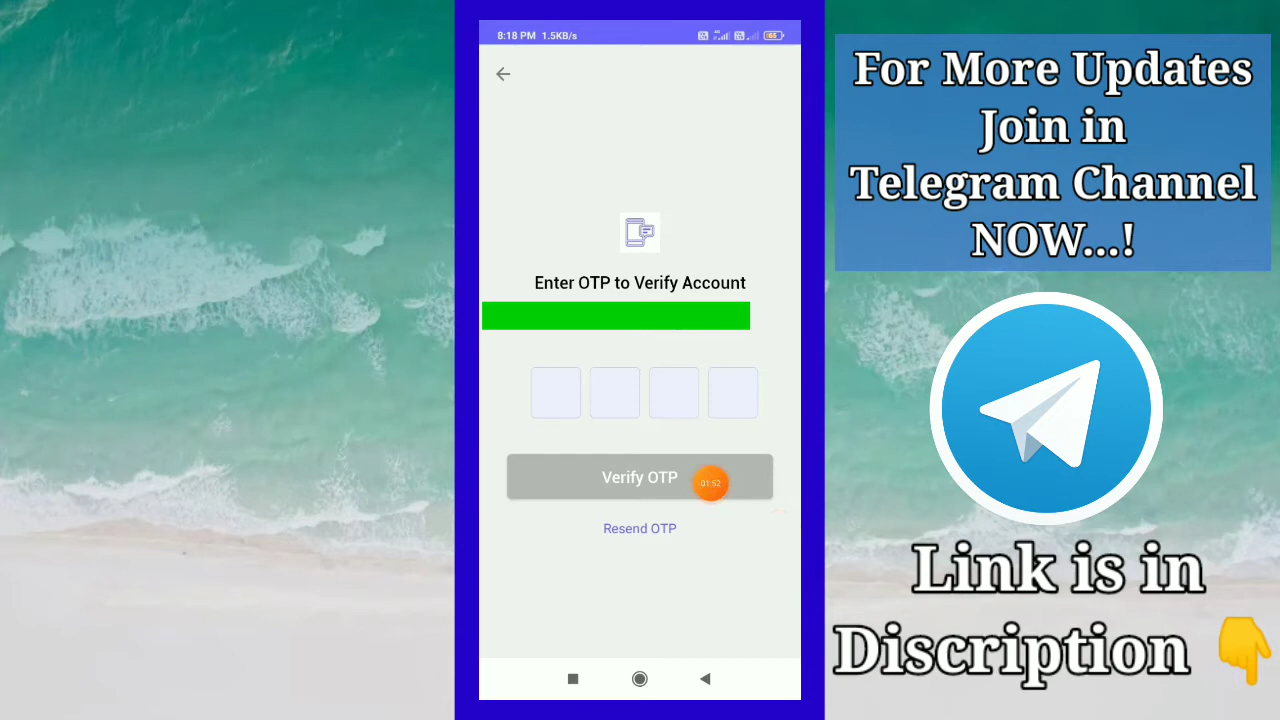 8:18 PM 1.5KB/s
65
Enter OTP to Verify Account
Verify OTP
01:52
Resend OTP
For More Updates
Join in
Telegram Channel
NOW...!
Link is in
Discription 👇